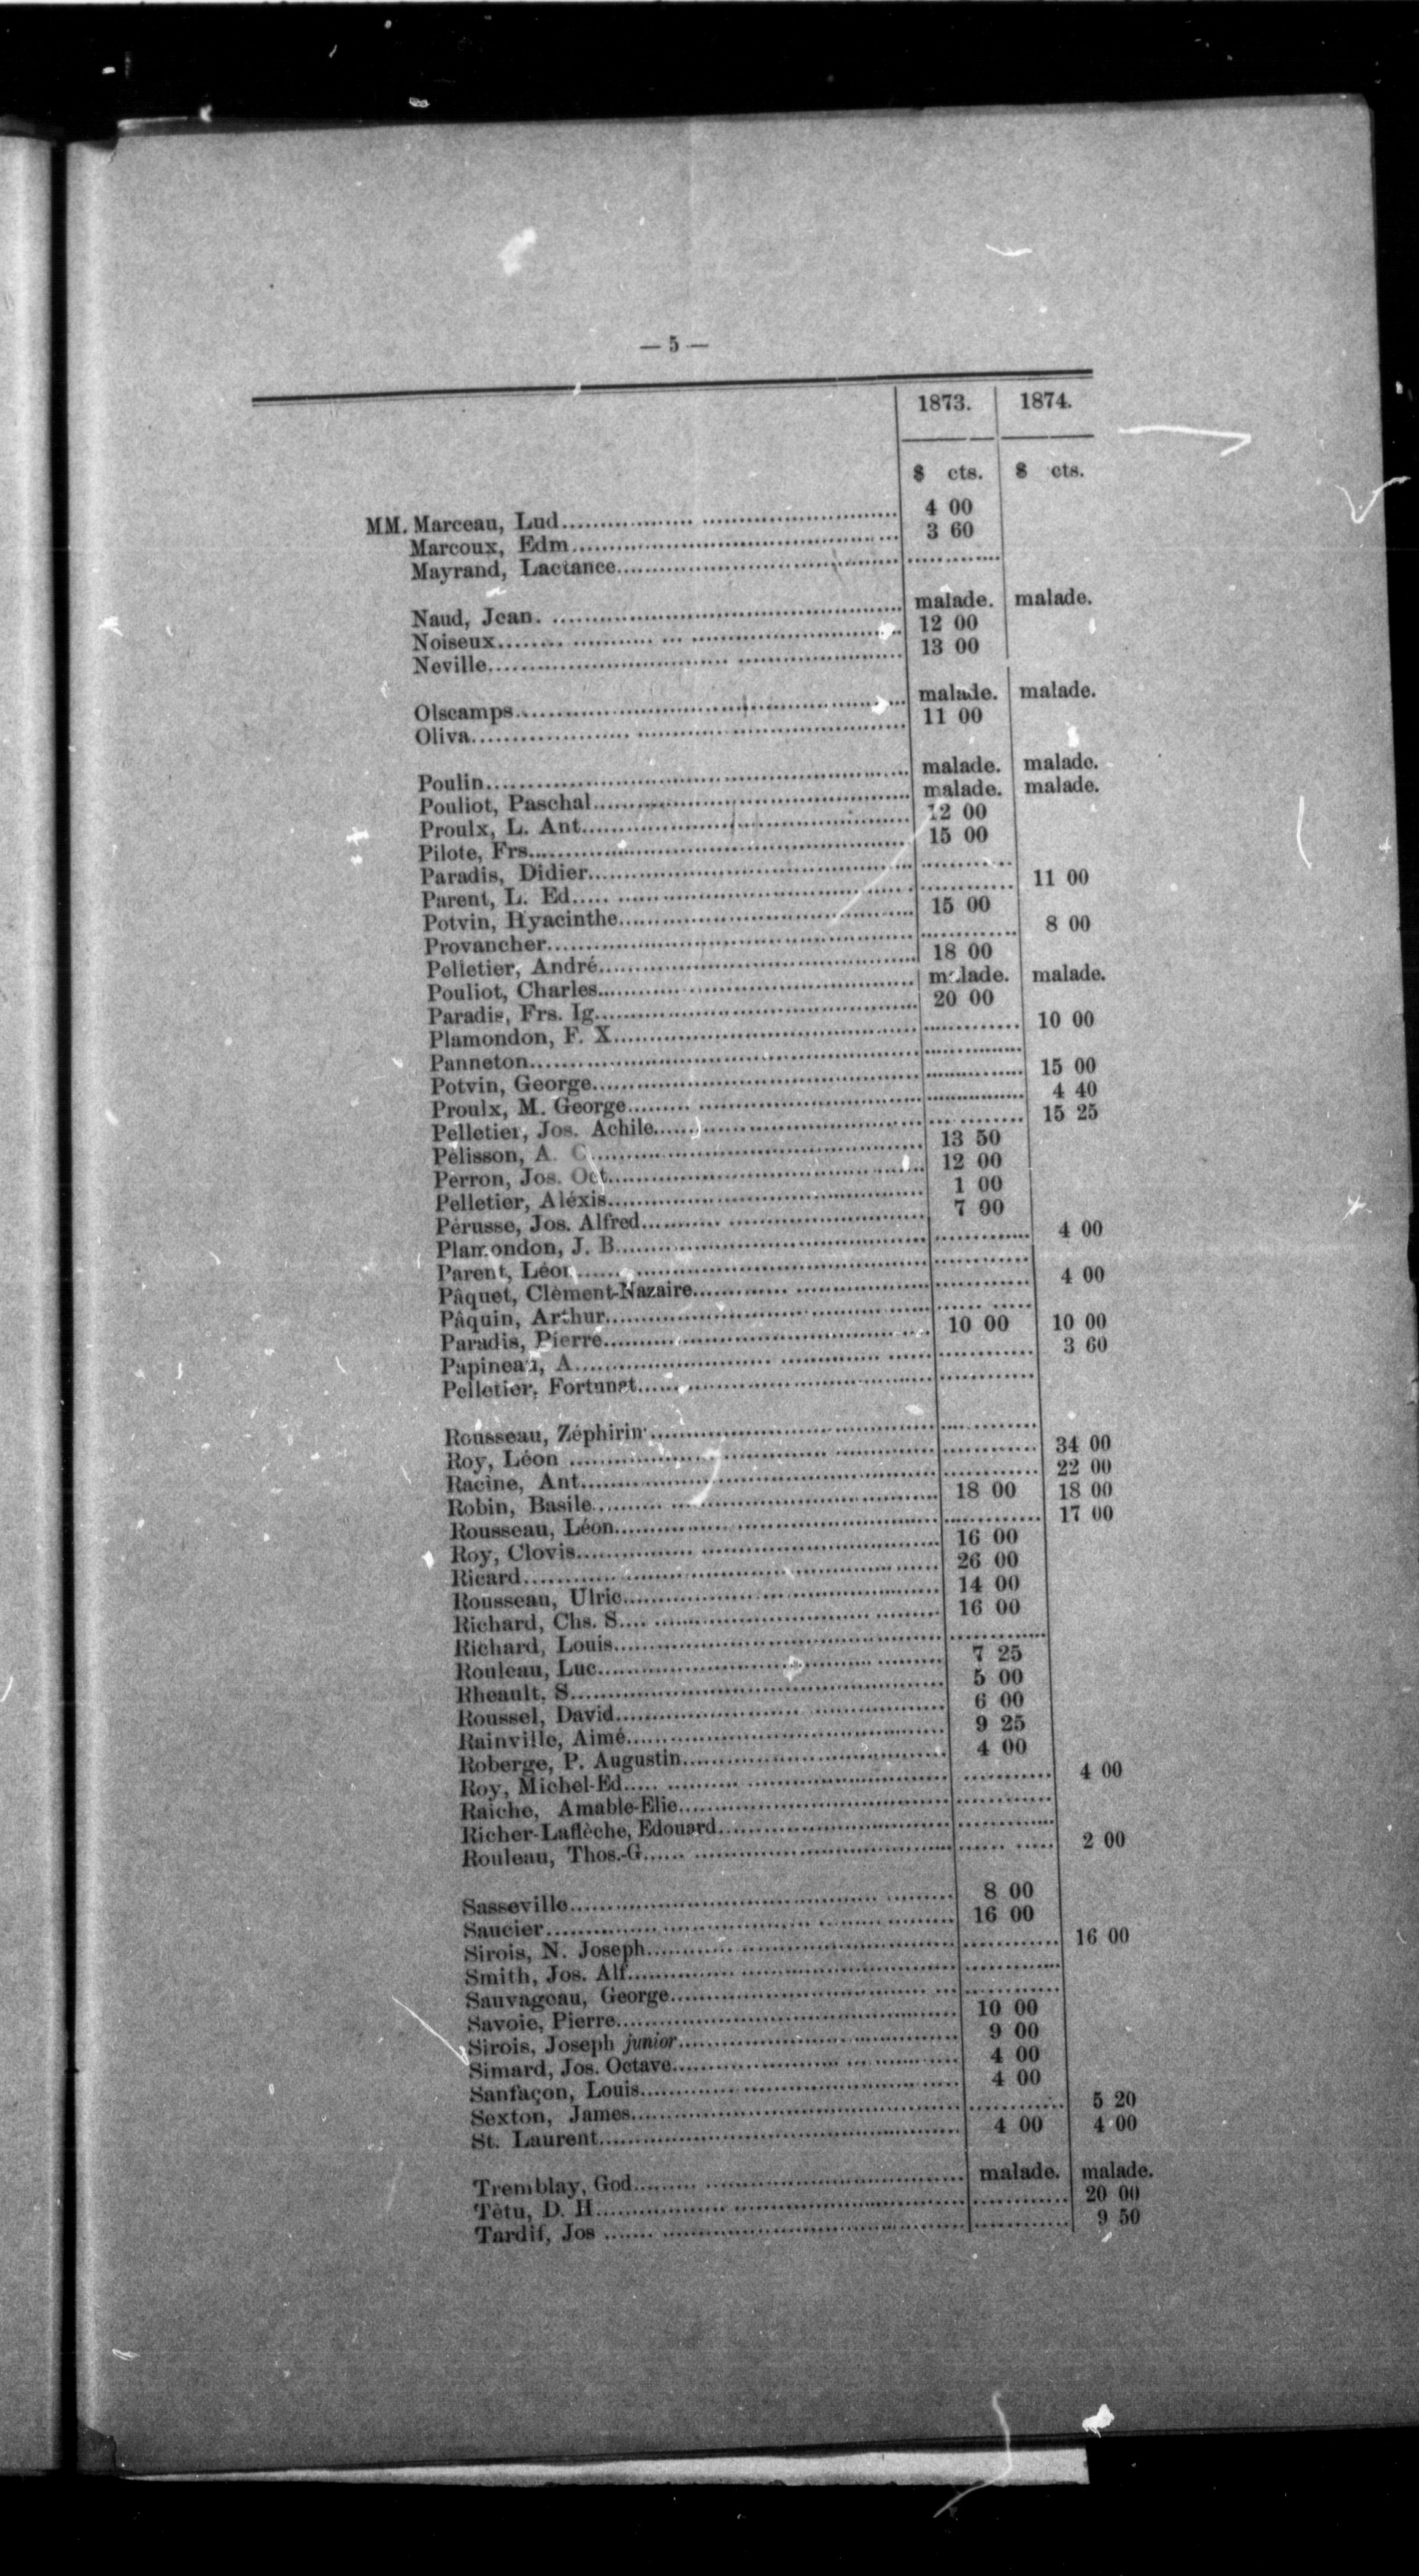 — 5 —
1873. 1874.
$ cts. $ cts.
MM. Marceau, Lud.......... 4 00
Marcoux, Edm.......... 3 60
Mayrand, Lactance.......... ..........
Naud, Jean. .......... malade. malade.
Noiseux.......... 12 00
Neville.......... 13 00
Olscamps.......... malade. malade.
Oliva.......... 11 00
Poulin.......... malade. malade.
Pouliot, Paschal.......... malade. malade.
Proulx, L. Ant.......... 12 00
Pilote, Frs.......... 15 00
Paradis, Didier.......... ..........
Parent, L. Ed.......... .......... 11 00
Potvin, Hyacinthe.......... 15 00
Provancher.......... .......... 8 00
Pelletier, André.......... 18 00
Pouliot, Charles.......... malade. malade.
Paradis, Frs. Ig.......... 20 00
Plamondon, F. X.......... .......... 10 00
Panneton.......... ..........
Potvin, George.......... .......... 15 00
Proulx, M. George.......... .......... 4 40
Pelletier, Jos. Achile.......... .......... 15 25
Pelisson, A. C.......... 13 50
Perron, Jos. Oct.......... 12 00
Pelletier, Aléxis.......... 1 00
Pérusse, Jos. Alfred.......... 7 00
Plamondon, J. B.......... .......... 4 00
Parent, Léon.......... ..........
Pâquet, Clément-Nazaire.......... .......... 4 00
Pâquin, Arthur.......... ..........
Paradis, Pierre.......... 10 00 10 00
Papineau, A.......... .......... 3 60
Pelletier, Fortunat.......... ..........
Rousseau, Zéphirin.......... ..........
Roy, Léon .......... .......... 34 00
Racine, Ant.......... .......... 22 00
Robin, Basile.......... 18 00 18 00
Rousseau, Léon.......... .......... 17 00
Roy, Clovis.......... 16 00
Ricard.......... 26 00
Rousseau, Ulric.......... 14 00
Richard, Chs. S.......... 16 00
Richard, Louis.......... ..........
Rouleau, Luc.......... 7 25
Rheault, S.......... 5 00
Roussel, David.......... 6 00
Rainville, Aimé.......... 9 25
Roberge, P. Augustin.......... 4 00
Roy, Michel-Ed.......... .......... 4 00
Raiche, Amable-Elie.......... ..........
Richer-Laflèche, Edouard.......... ..........
Rouleau, Thos.-G.......... .......... 2 00
Sasseville.......... 8 00
Saucier.......... 16 00
Sirois, N. Joseph.......... .......... 16 00
Smith, Jos. Alf.......... ..........
Sauvageau, George.......... ..........
Savoie, Pierre.......... 10 00
Sirois, Joseph junior.......... 9 00
Simard, Jos. Octave.......... 4 00
Sanfaçon, Louis.......... 4 00
Sexton, James.......... .......... 5 20
St. Laurent.......... 4 00 4 00
Tremblay, God.......... malade. malade.
Têtu, D. H.......... .......... 20 00
Tardif, Jos .......... .......... 9 50